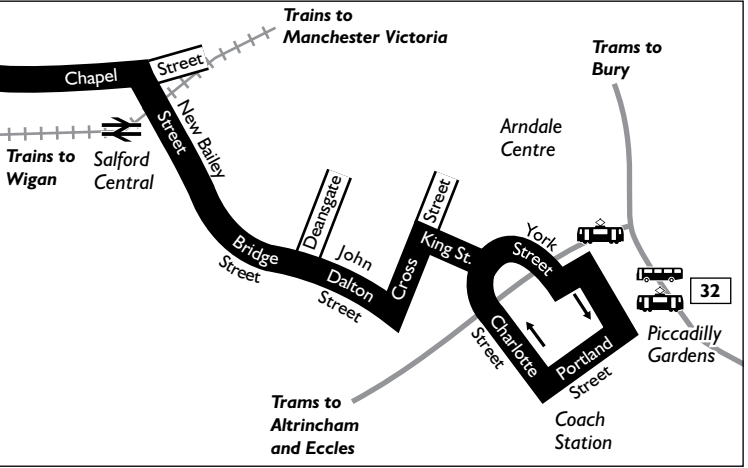 Trains to
Manchester Victoria
Street
Chapel
Trams to
Bury
New Bailey
Street
Arndale
Centre
Trains to
Wigan
Salford
Central
Deansgate
Street
York
Street
King St.
Bridge
Street
John
Dalton
Street
Cross
32
Piccadilly
Gardens
Charlotte
Street
Portland
Street
Trams to
Altrincham
and Eccles
Coach
Station